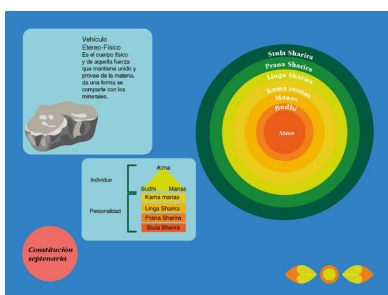 Vehículo
Etereo-Físico
Es el cuerpo físico
y de aquella fuerza
que mantiene unido y
provee de la materia,
da una forma se
comparte con los
minerales.
Stula Sharira
Prana Sharira
Linga Sharira
Kama manas
Manas
Budhi
Atma
Atma
Individuo
Budhi Manas
Kama manas
Personalidad
Linga Sharira
Prana Sharira
Stula Sharira
Constitución
septenaria